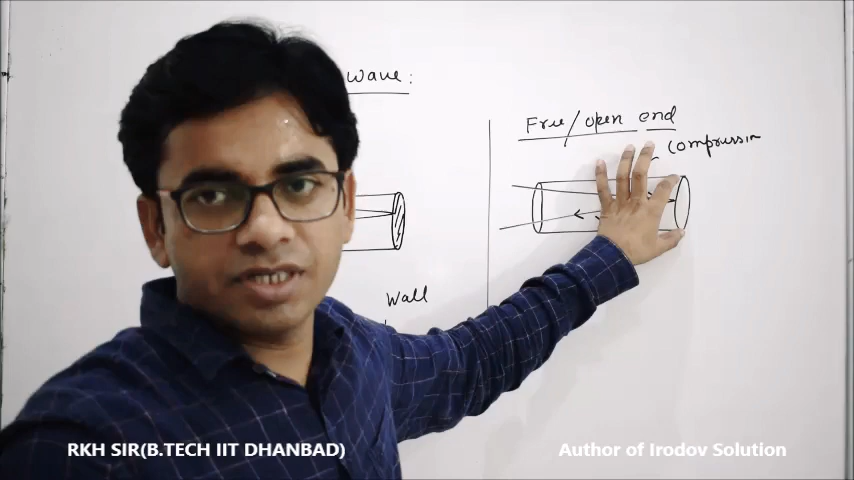 wave:
Free/open end
compression
Wall
RKH SIR(B.TECH IIT DHANBAD)
Author of Irodov Solution